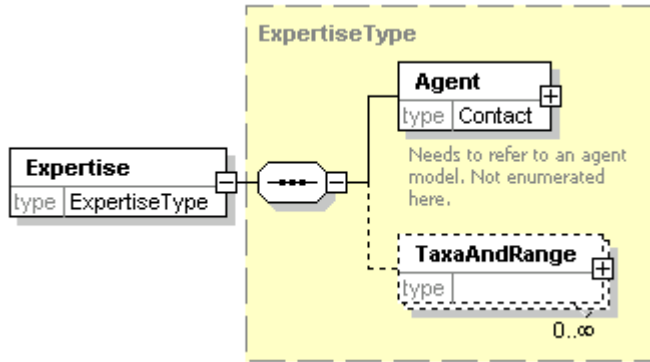 ExpertiseType
Agent
type Contact
Needs to refer to an agent
model. Not enumerated
here.
Expertise
type ExpertiseType
TaxaAndRange
type
0..∞